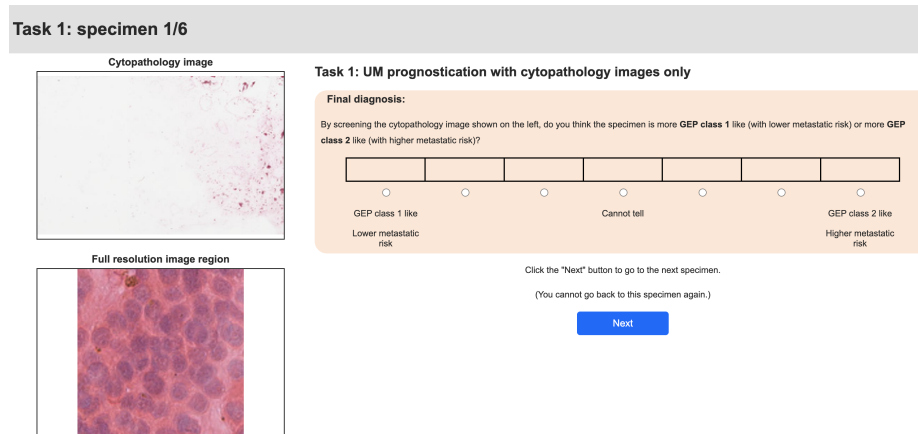 Task 1: specimen 1/6
Cytopathology image
Full resolution image region
Task 1: UM prognostication with cytopathology images only
Final diagnosis:
By screening the cytopathology image shown on the left, do you think the specimen is more GEP class 1 like (with lower metastatic risk) or more GEP
class 2 like (with higher metastatic risk)?
GEP class 1 like
Lower metastatic
risk
Cannot tell
GEP class 2 like
Higher metastatic
risk
Click the "Next" button to go to the next specimen.
(You cannot go back to this specimen again.)
Next